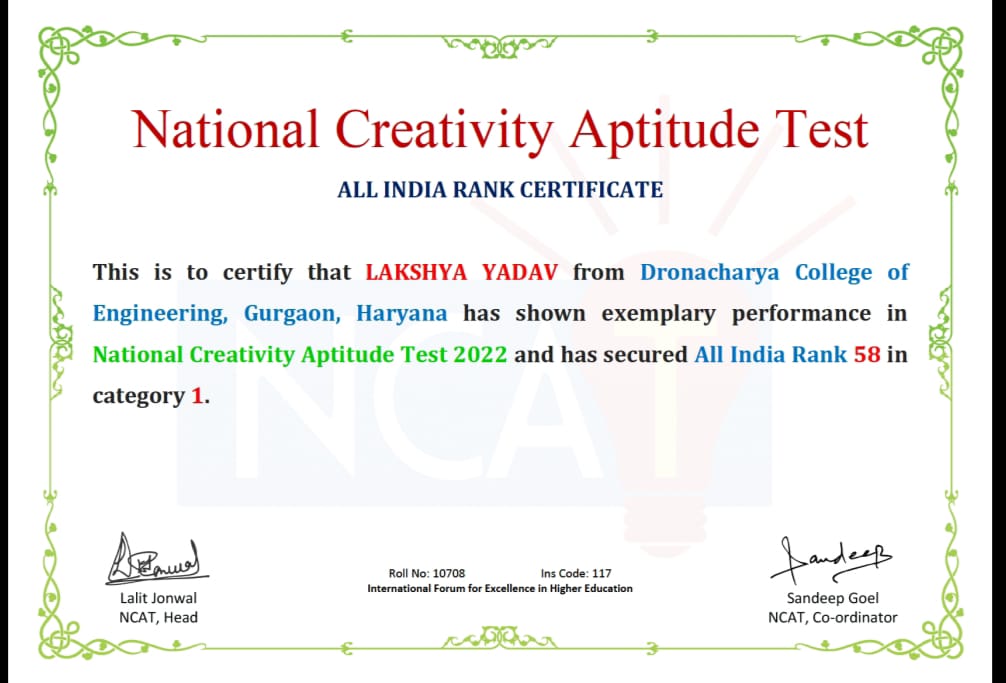 National Creativity Aptitude Test
ALL INDIA RANK CERTIFICATE
This is to certify that LAKSHYA YADAV from Dronacharya College of
Engineering, Gurgaon, Haryana has shown exemplary performance in
National Creativity Aptitude Test 2022 and has secured All India Rank 58 in
category 1.
NCAT
Lalit Jonwal
NCAT, Head
Roll No: 10708 Ins Code: 117
International Forum for Excellence in Higher Education
Sandeep
Sandeep Goel
NCAT, Co-ordinator